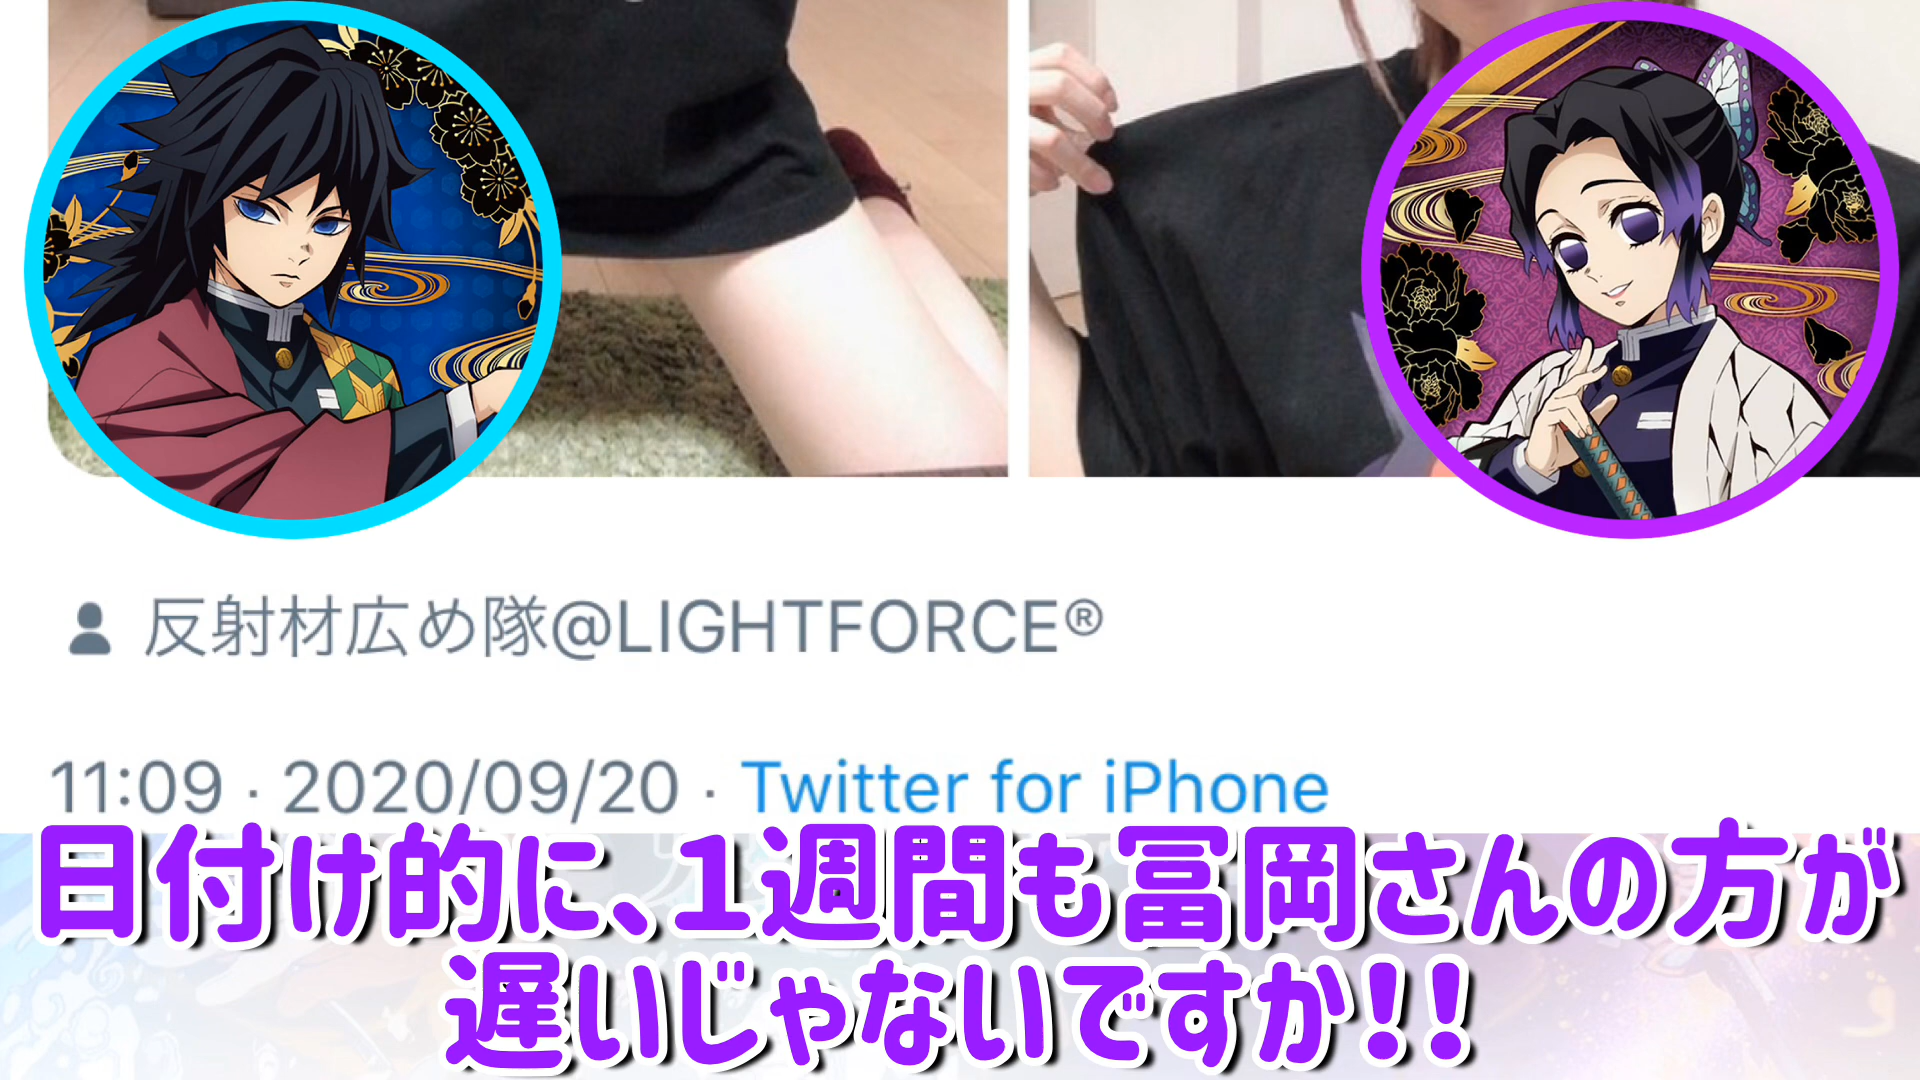 反射材広め隊@LIGHTFORCE®
11:09 · 2020/09/20 · Twitter for iPhone
日付け的に、１週間も冨岡さんの方が
遅いじゃないですか！！